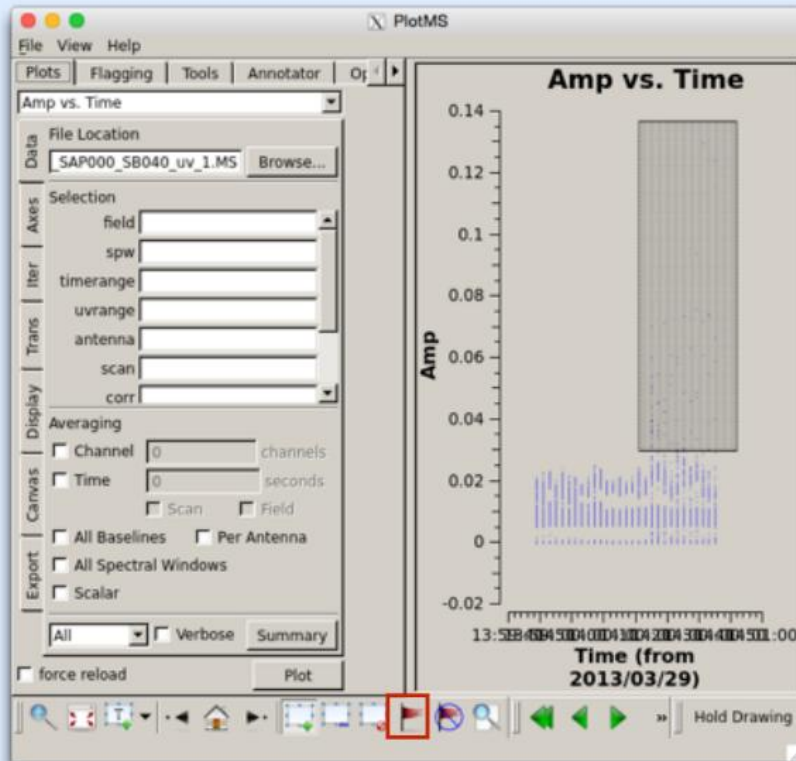 PlotMS
File View Help
Plots Flagging Tools Annotator
Amp vs. Time
Data
Axes
Iter
Trans
Display
Canvas
Export
File Location
_SAP000_SB040_uv_1.MS Browse...
Selection
field
spw
timerange
uvrange
antenna
scan
corr
Averaging
Channel 0 channels
Time 0 seconds
Scan Field
All Baselines Per Antenna
All Spectral Windows
Scalar
All Verbose Summary
force reload Plot
Amp vs. Time
0.14
0.12
0.1
0.08
0.06
0.04
0.02
0
-0.02
Amp
Time (from
2013/03/29)
T
» Hold Drawing